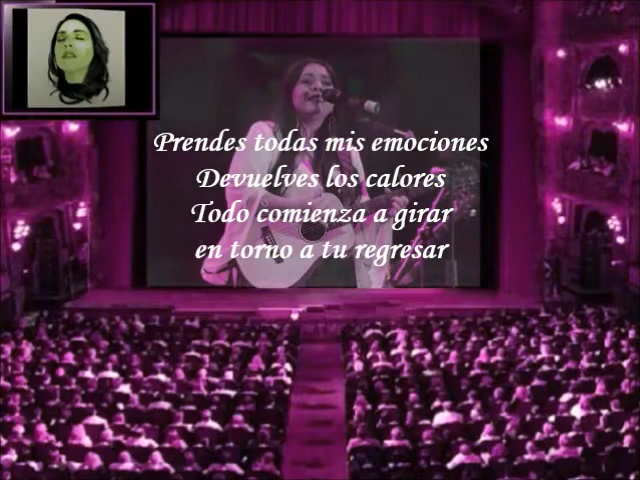 Prendes todas mis emociones
Devuelves los calores
Todo comienza a girar
en torno a tu regresar